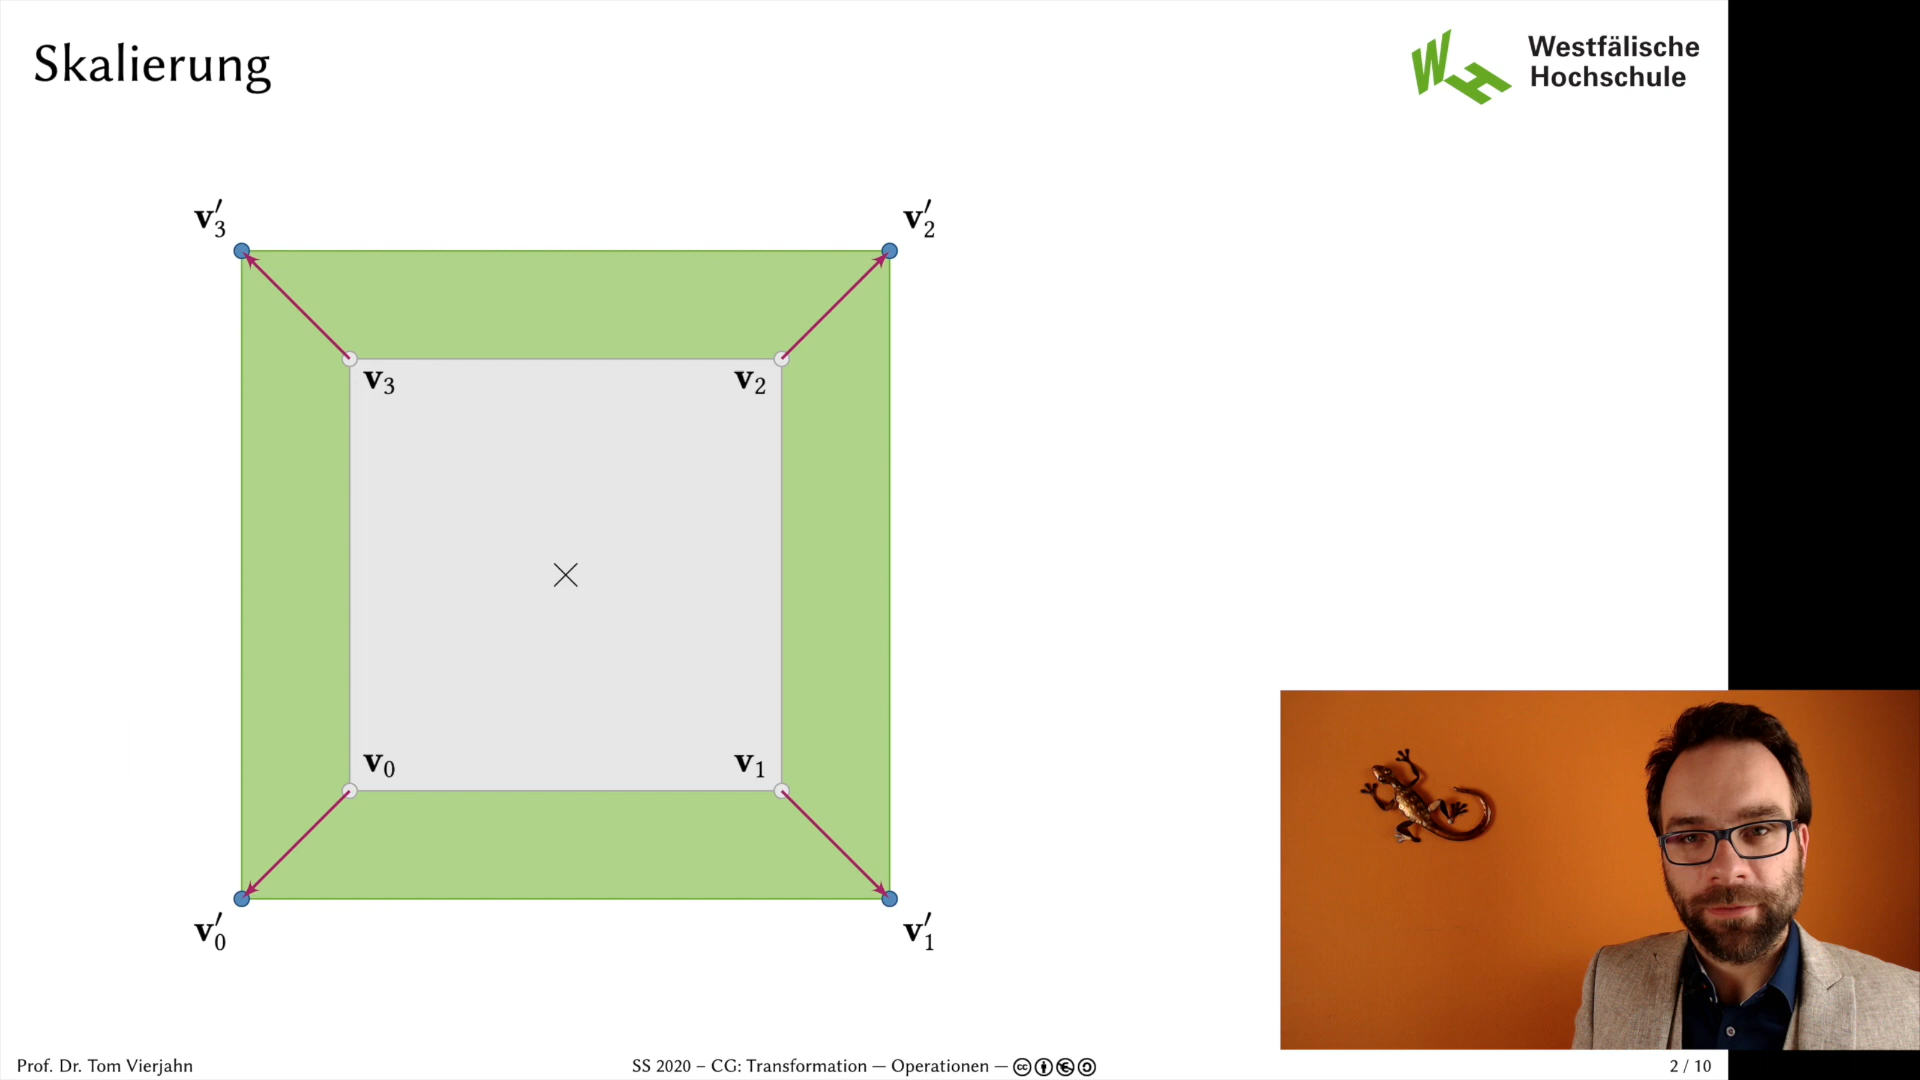 Skalierung
Westfälische
Hochschule
v′3
v′2
v3
v2
v0
v1
v′0
v′1
Prof. Dr. Tom Vierjahn
SS 2020 – CG: Transformation — Operationen —
2 / 10